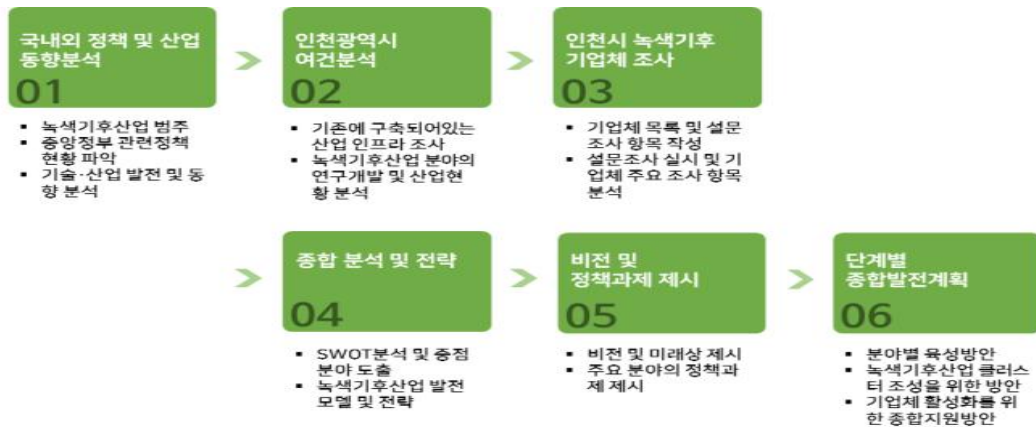 국내외 정책 및 산업
동향분석
01
▪ 녹색기후산업 범주
▪ 중앙정부 관련정책
현황 파악
▪ 기술·산업 발전 및 동
향 분석
인천광역시
여건분석
02
▪ 기존에 구축되어있는
산업 인프라 조사
▪ 녹색기후산업 분야의
연구개발 및 산업현
황 분석
인천시 녹색기후
기업체 조사
03
▪ 기업체 목록 및 설문
조사 항목 작성
▪ 설문조사 실시 및 기
업체 주요 조사 항목
분석
종합 분석 및 전략
04
▪ SWOT분석 및 중점
분야 도출
▪ 녹색기후산업 발전
모델 및 전략
비전 및
정책과제 제시
05
▪ 비전 및 미래상 제시
▪ 주요 분야의 정책과
제 제시
단계별
종합발전계획
06
▪ 분야별 육성방안
▪ 녹색기후산업 클러스
터 조성을 위한 방안
▪ 기업체 활성화를 위
한 종합지원방안